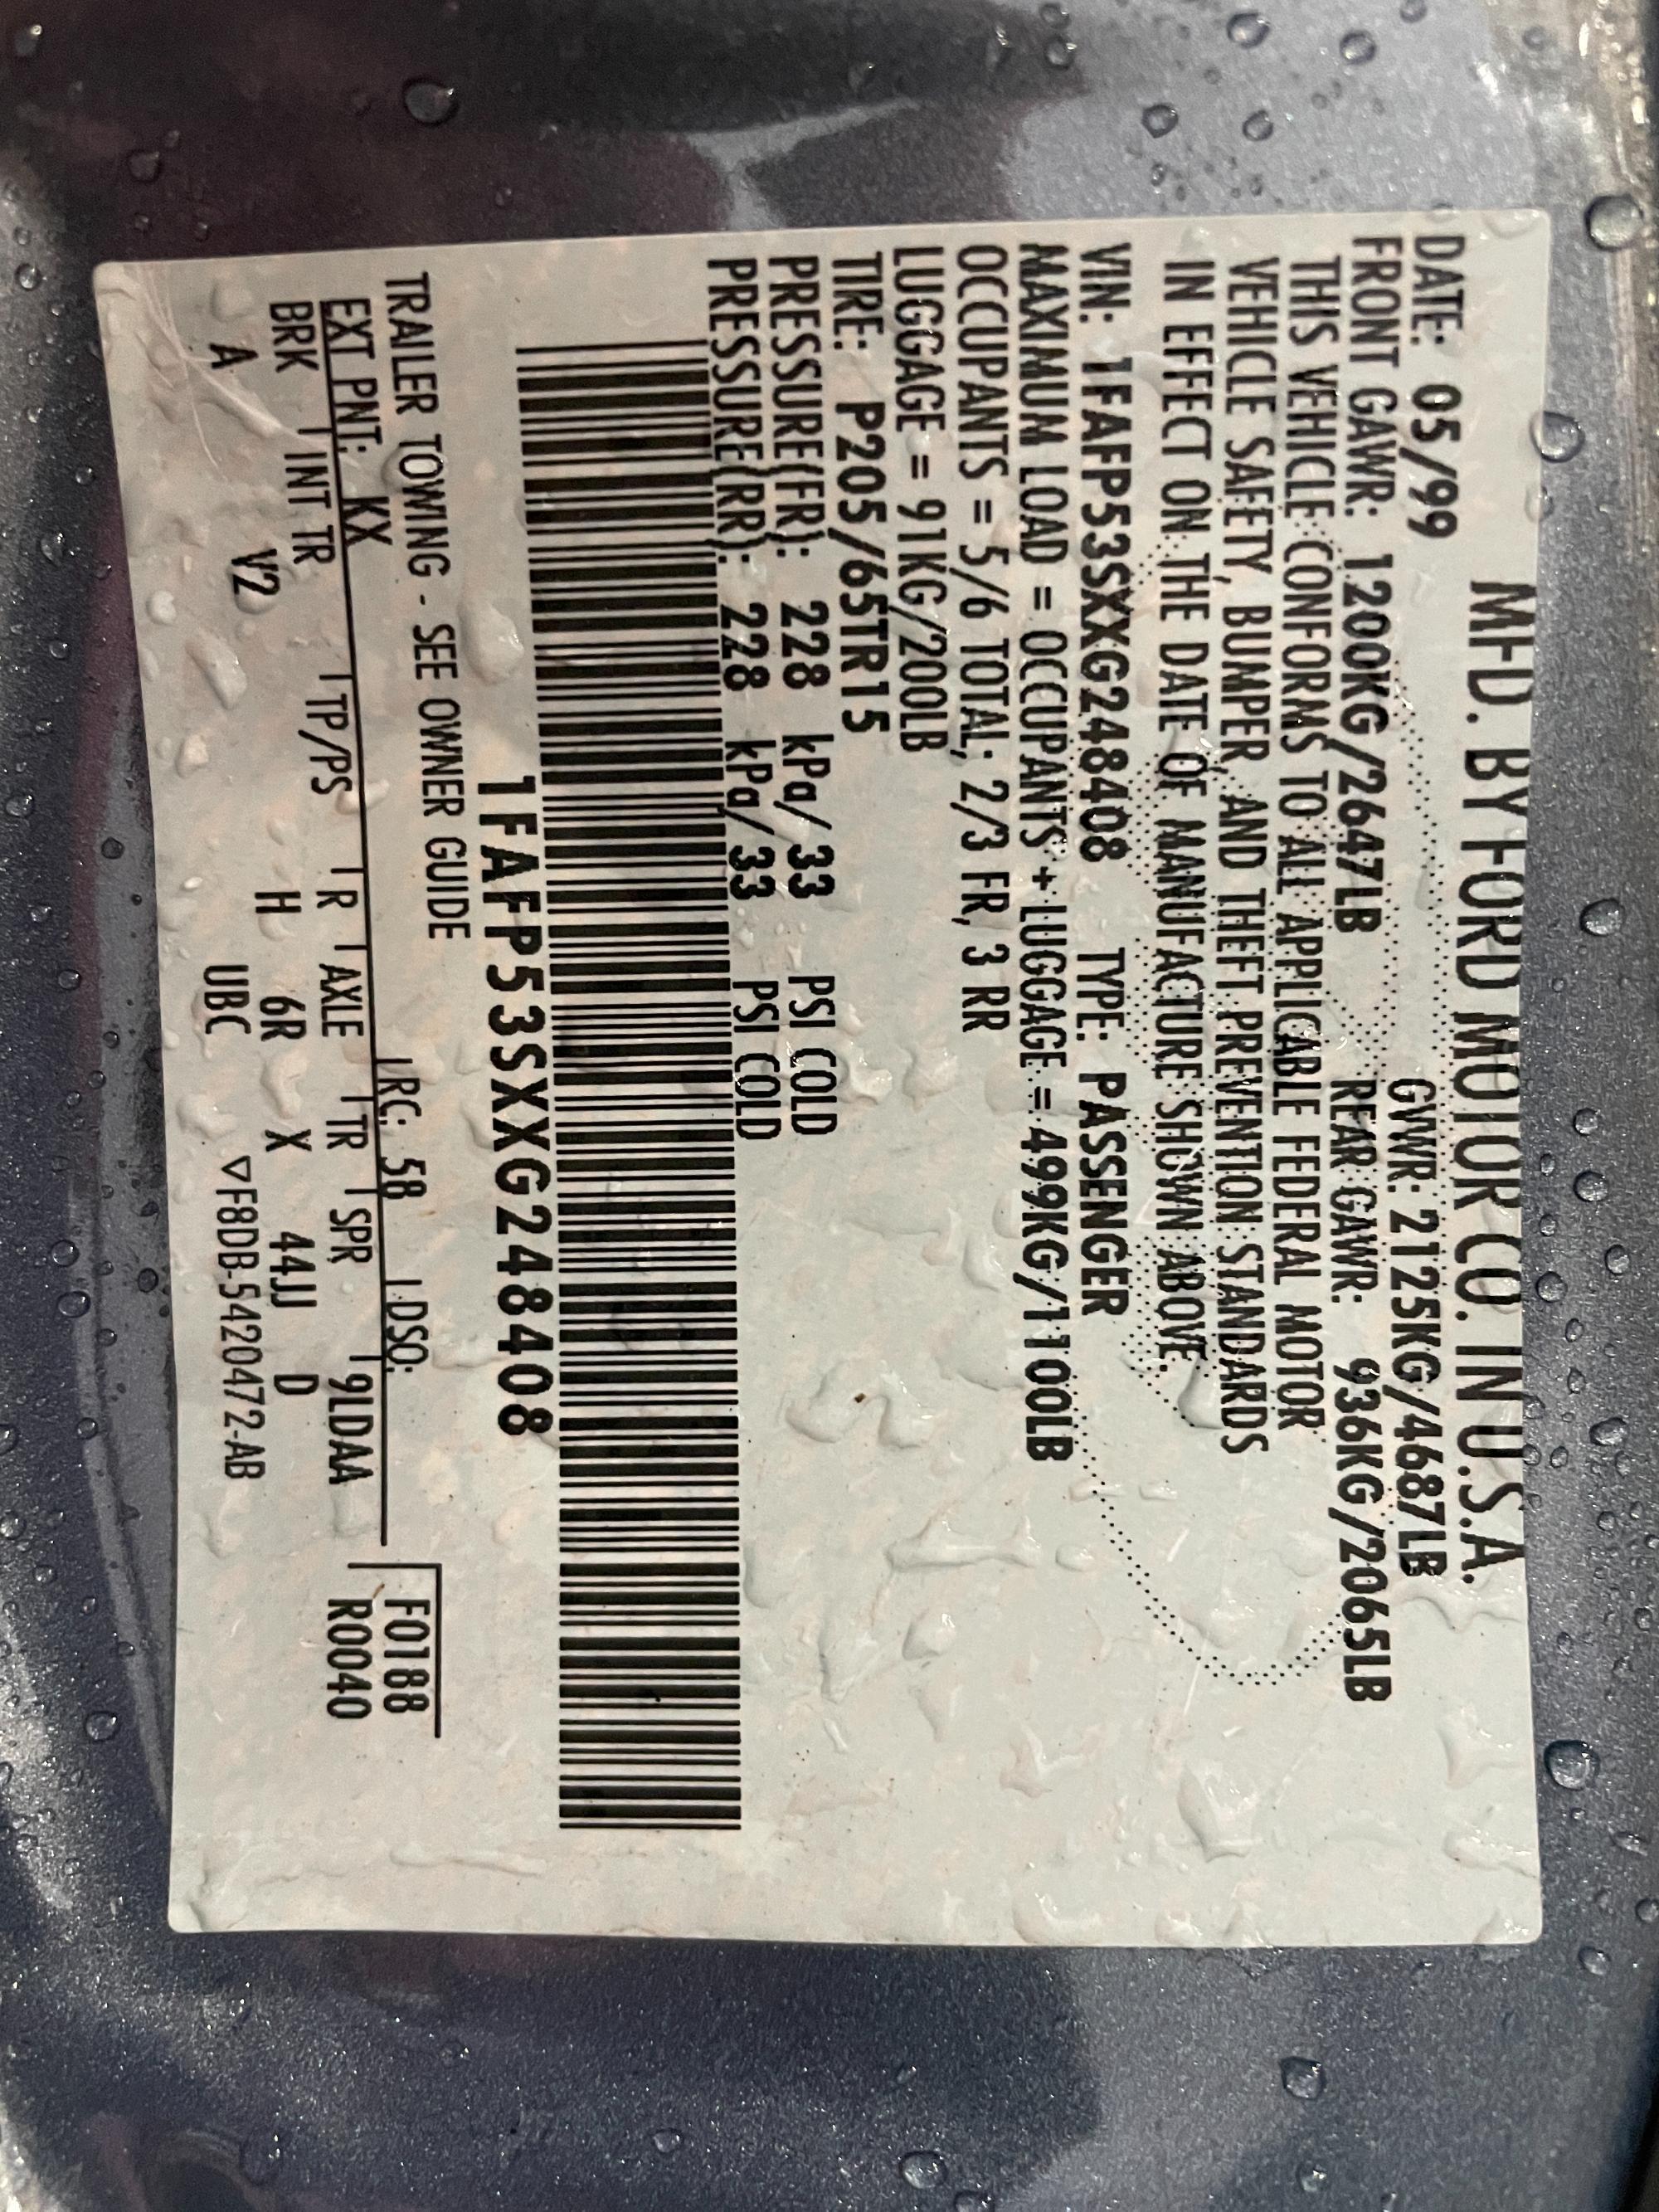 MFD. BY FORD MOTOR CO. IN U.S.A.
DATE: 05/99 GVWR: 2125KG/4687LB
FRONT GAWR: 1200KG/2647LB REAR GAWR: 936KG/2065LB
THIS VEHICLE CONFORMS TO ALL APPLICABLE FEDERAL MOTOR
VEHICLE SAFETY, BUMPER, AND THEFT PREVENTION STANDARDS
IN EFFECT ON THE DATE OF MANUFACTURE SHOWN ABOVE.
VIN: 1FAFP53SXXG248408 TYPE: PASSENGER
MAXIMUM LOAD = OCCUPANTS + LUGGAGE = 499KG/1100LB
OCCUPANTS = 5/6 TOTAL; 2/3 FR, 3 RR
LUGGAGE = 91KG/200LB
TIRE: P205/65TR15
PRESSURE(FR): 228 kPa/ 33 PSI COLD
PRESSURE(RR): 228 kPa/ 33 PSI COLD
1FAFP53SXXG248408
TRAILER TOWING - SEE OWNER GUIDE
F0188
EXT PNT: KX RC: 58 DSO: R0040
BRK INT TR TP/PS R AXLE TR SPR 9LDAA
A V2 H 6R X 44JJ D
UBC ▽F8DB-5420472-AB